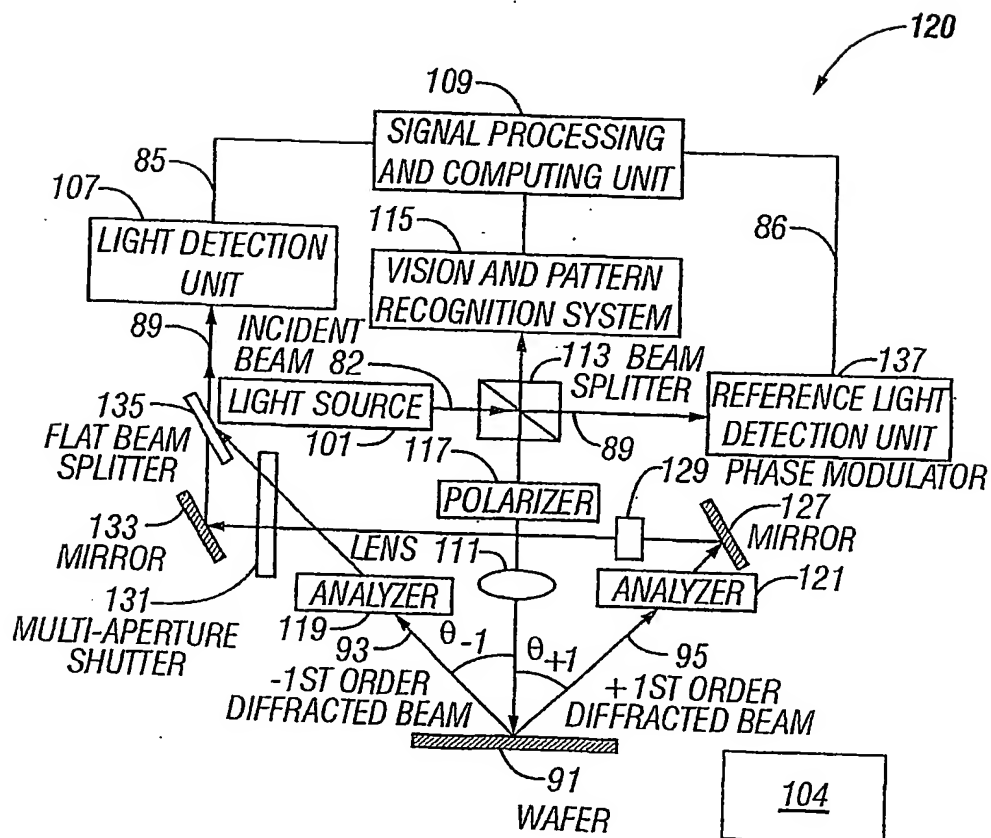 120
109
SIGNAL PROCESSING
AND COMPUTING UNIT
85
107
115
86
LIGHT DETECTION
UNIT
VISION AND PATTERN
RECOGNITION SYSTEM
89
INCIDENT
BEAM
82
113 BEAM
SPLITTER
137
135
LIGHT SOURCE
REFERENCE LIGHT
DETECTION UNIT
FLAT BEAM
SPLITTER
101
117
89
PHASE MODULATOR
POLARIZER
129
127
MIRROR
133
MIRROR
LENS
111
131
MULTI-APERTURE
SHUTTER
ANALYZER
119
ANALYZER
121
93
θ-1
θ+1
95
-1ST ORDER
DIFFRACTED BEAM
+1ST ORDER
DIFFRACTED BEAM
91
WAFER
104